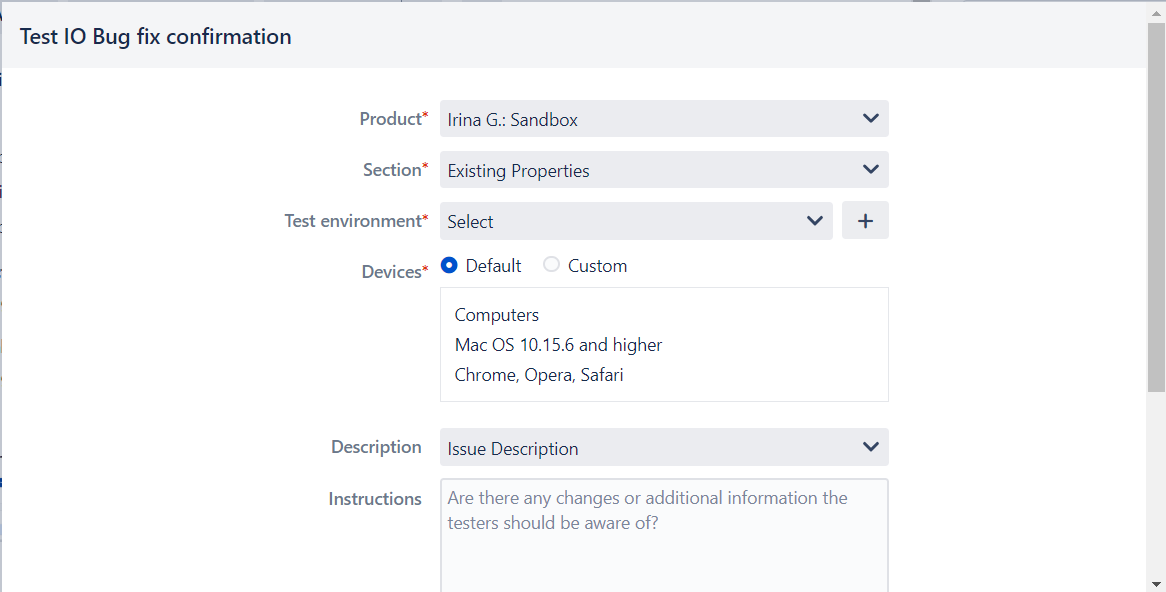 Test IO Bug fix confirmation
Product* Irina G.: Sandbox
Section* Existing Properties
Test environment* Select +
Devices* Default Custom
Computers
Mac OS 10.15.6 and higher
Chrome, Opera, Safari
Description Issue Description
Instructions Are there any changes or additional information the
testers should be aware of?